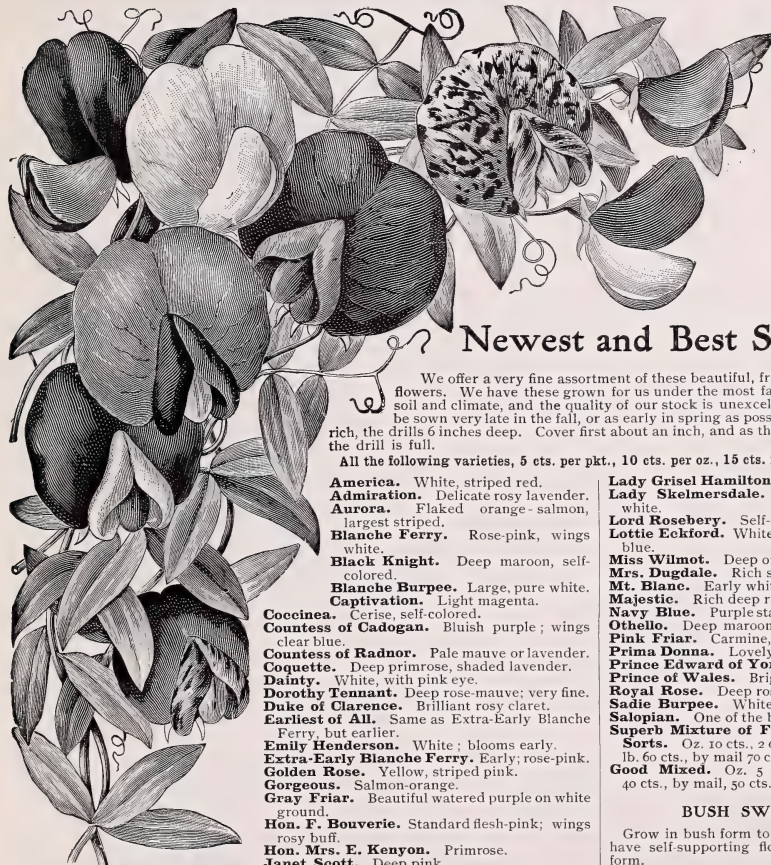 Newest and Best S
We offer a very fine assortment of these beautiful, fr
flowers. We have these grown for us under the most fa
soil and climate, and the quality of our stock is unexcel
be sown very late in the fall, or as early in spring as poss
rich, the drills 6 inches deep. Cover first about an inch, and as th
the drill is full.
All the following varieties, 5 cts. per pkt., 10 cts. per oz., 15 cts.
America. White, striped red.
Admiration. Delicate rosy lavender.
Aurora. Flaked orange-salmon,
largest striped.
Blanche Ferry. Rose-pink, wings
white.
Black Knight. Deep maroon, self-
colored.
Blanche Burpee. Large, pure white.
Captivation. Light magenta.
Coccinea. Cerise, self-colored.
Countess of Cadogan. Bluish purple; wings
clear blue.
Countess of Radnor. Pale mauve or lavender.
Coquette. Deep primrose, shaded lavender.
Dainty. White, with pink eye.
Dorothy Tennant. Deep rose-mauve; very fine.
Duke of Clarence. Brilliant rosy claret.
Earliest of All. Same as Extra-Early Blanche
Ferry, but earlier.
Emily Henderson. White; blooms early.
Extra-Early Blanche Ferry. Early; rose-pink.
Golden Rose. Yellow, striped pink.
Gorgeous. Salmon-orange.
Gray Friar. Beautiful watered purple on white
ground.
Hon. F. Bouverie. Standard flesh-pink; wings
rosy buff.
Hon. Mrs. E. Kenyon. Primrose.
Janet Scott. Deep pink
Lady Grisel Hamilton
Lady Skelmersdale.
white.
Lord Rosebery. Self-
Lottie Eckford. White
blue.
Miss Wilmot. Deep o
Mrs. Dugdale. Rich s
Mt. Blanc. Early whi
Majestic. Rich deep r
Navy Blue. Purple sta
Othello. Deep maroon
Pink Friar. Carmine,
Prima Donna. Lovely
Prince Edward of Yor
Prince of Wales. Brig
Royal Rose. Deep ros
Sadie Burpee. White
Salopian. One of the b
Superb Mixture of F
Sorts. Oz. 10 cts., 2 o
lb. 60 cts., by mail 70 c
Good Mixed. Oz. 5
40 cts., by mail, 50 cts.
BUSH SW
Grow in bush form to
have self-supporting fle
form.